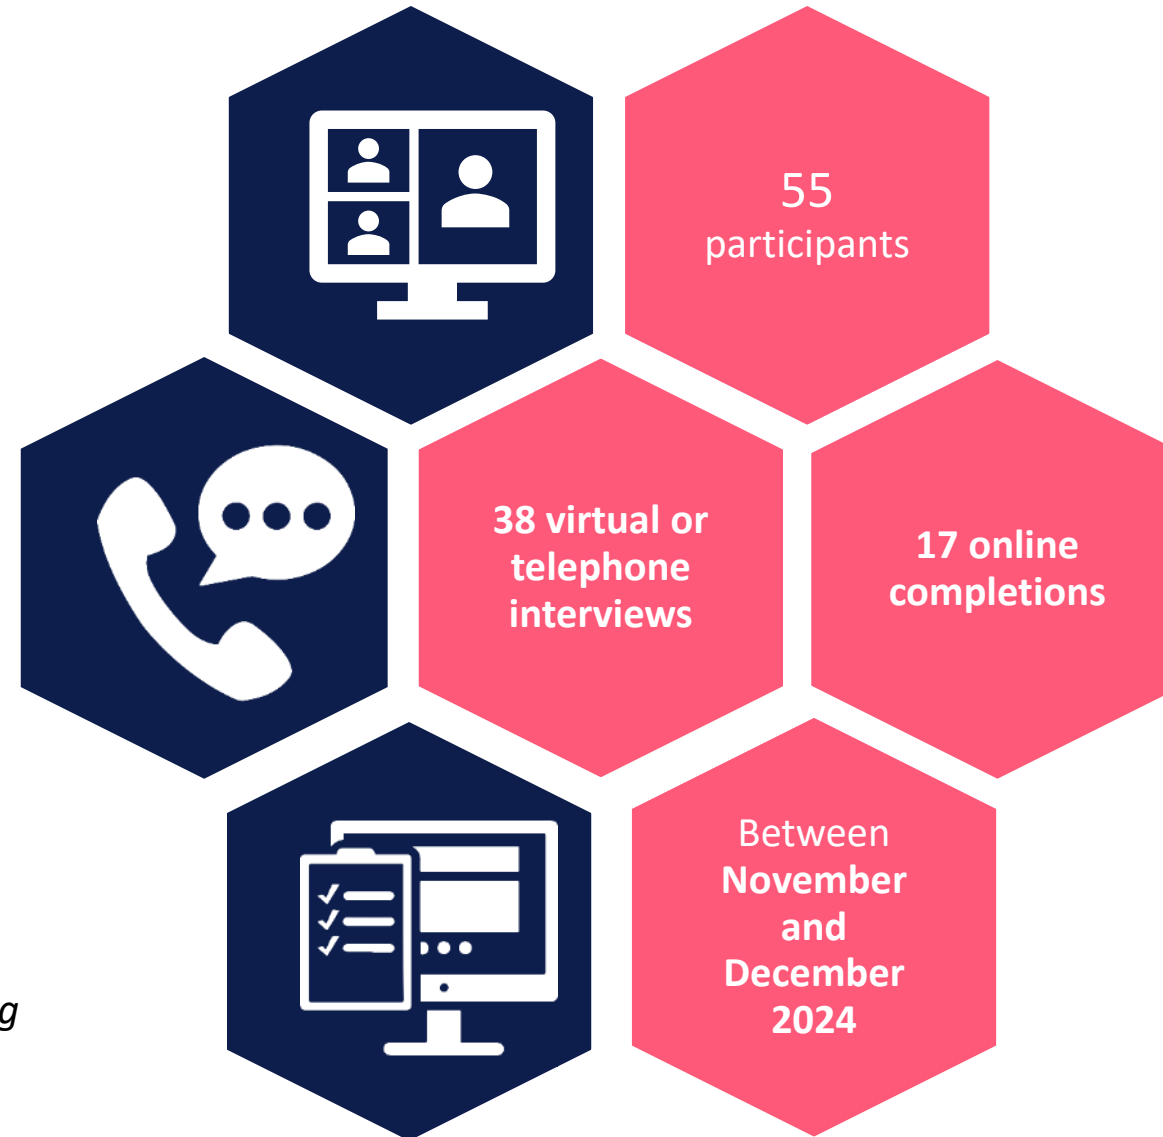 55
participants
38 virtual or
telephone
interviews
17 online
completions
Between
November
and
December
2024
g